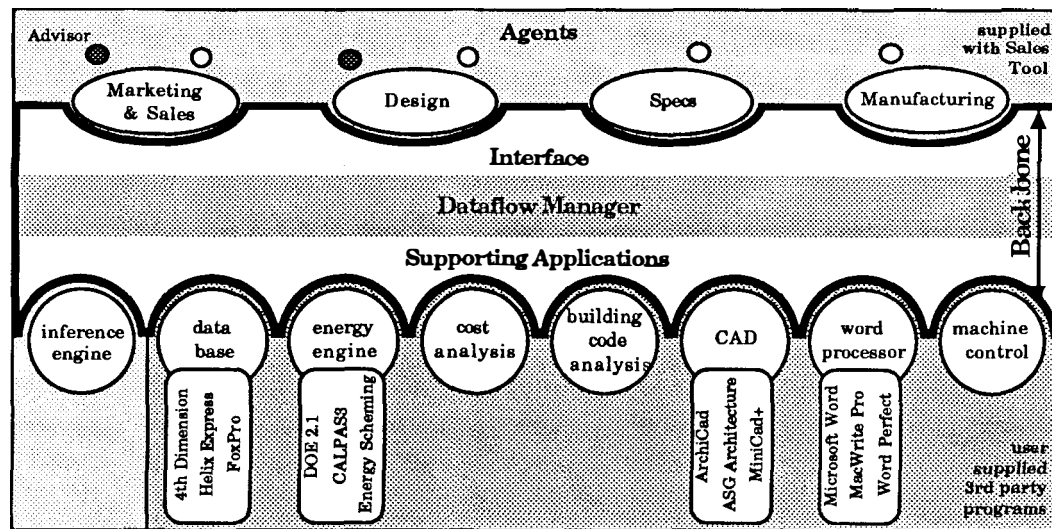 Advisor
Agents
supplied
with Sales
Tool
Marketing
& Sales
Design
Specs
Manufacturing
Interface
Dataflow Manager
Supporting Applications
Back bone
inference
engine
data
base
energy
engine
cost
analysis
building
code
analysis
CAD
word
processor
machine
control
4th Dimension
Helix Express
FoxPro
DOE 2.1
CALPAS3
Energy Scheming
ArchiCad
ASG Architecture
MiniCad+
Microsoft Word
MacWrite Pro
Word Perfect
user
supplied
3rd party
programs